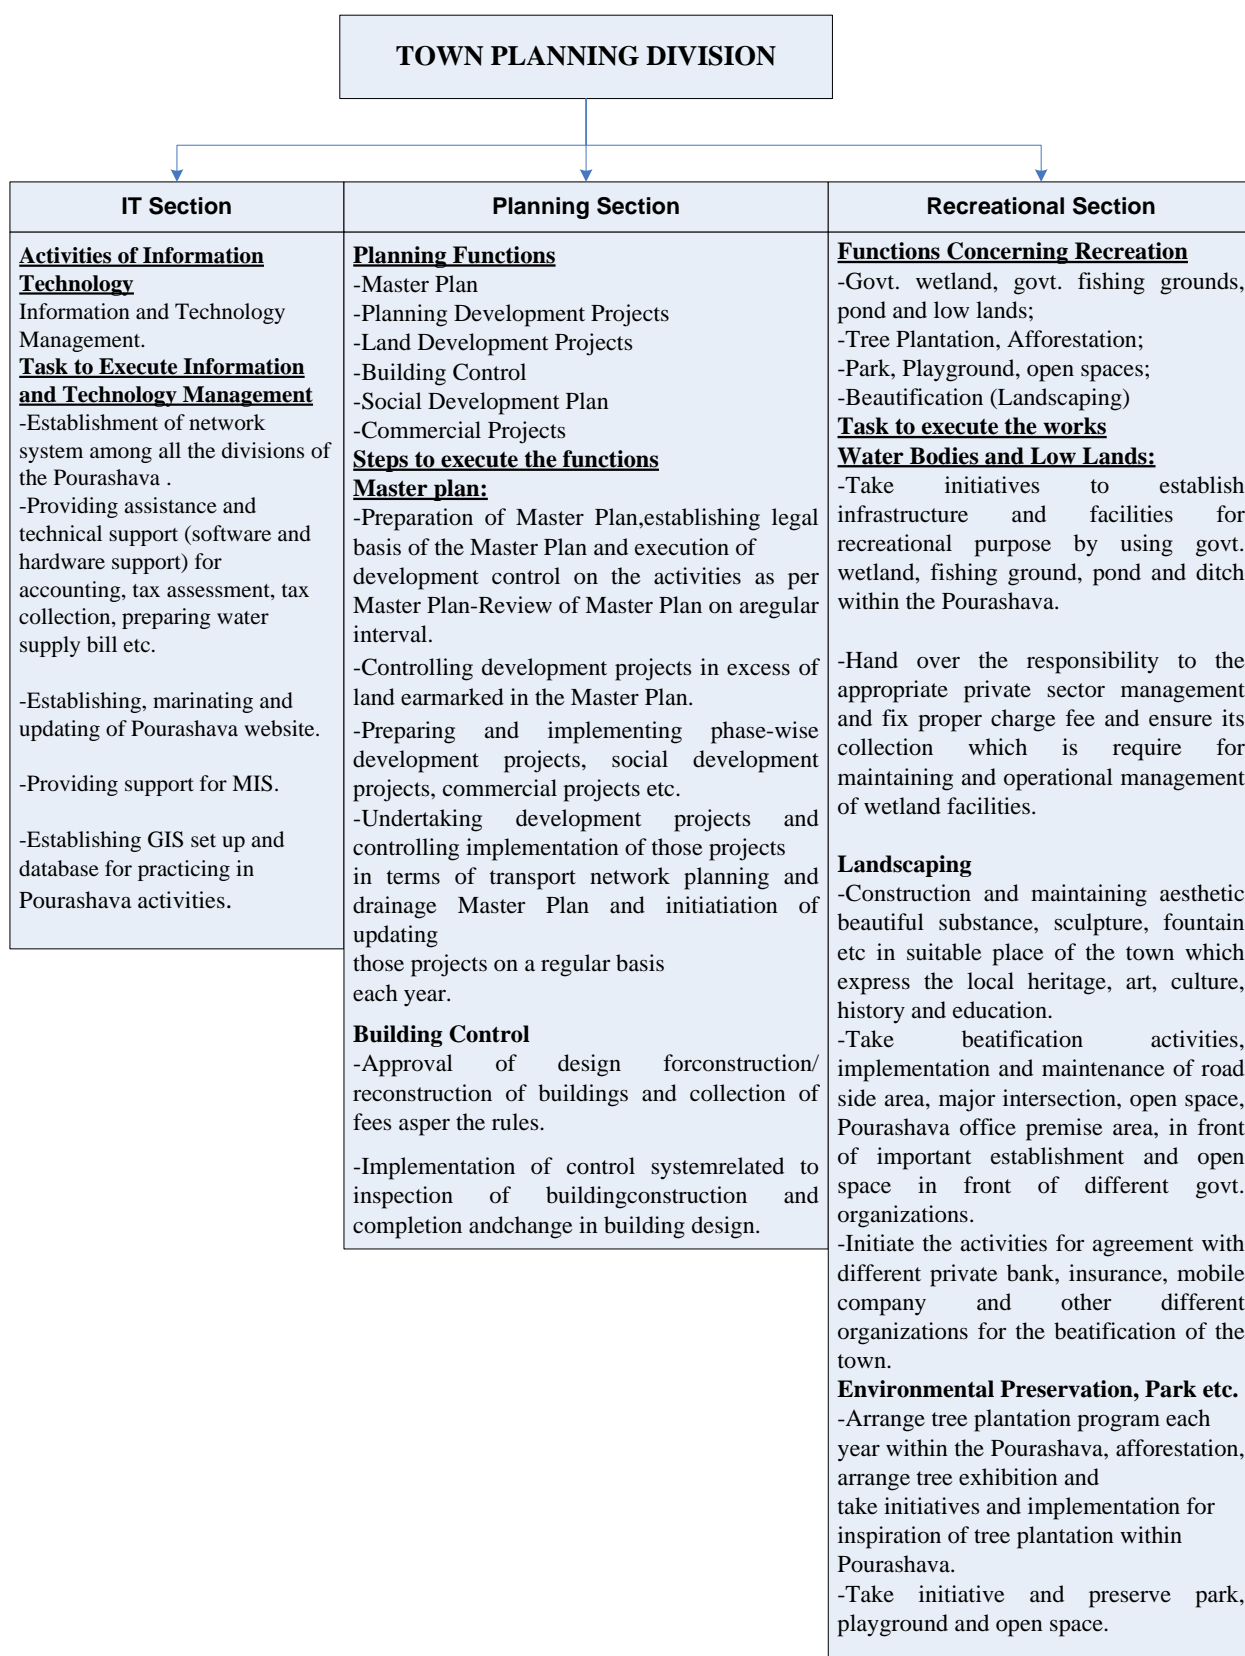 TOWN PLANNING DIVISION
IT Section
Activities of Information
Technology
Information and Technology
Management.
Task to Execute Information
and Technology Management
-Establishment of network
system among all the divisions of
the Pourashava .
-Providing assistance and
technical support (software and
hardware support) for
accounting, tax assessment, tax
collection, preparing water
supply bill etc.
-Establishing, marinating and
updating of Pourashava website.
-Providing support for MIS.
-Establishing GIS set up and
database for practicing in
Pourashava activities.
Planning Section
Planning Functions
-Master Plan
-Planning Development Projects
-Land Development Projects
-Building Control
-Social Development Plan
-Commercial Projects
Steps to execute the functions
Master plan:
-Preparation of Master Plan,establishing legal
basis of the Master Plan and execution of
development control on the activities as per
Master Plan-Review of Master Plan on aregular
interval.
-Controlling development projects in excess of
land earmarked in the Master Plan.
-Preparing and implementing phase-wise
development projects, social development
projects, commercial projects etc.
-Undertaking development projects and
controlling implementation of those projects
in terms of transport network planning and
drainage Master Plan and initiatiation of
updating
those projects on a regular basis
each year.
Building Control
-Approval of design forconstruction/
reconstruction of buildings and collection of
fees asper the rules.
-Implementation of control systemrelated to
inspection of buildingconstruction and
completion andchange in building design.
Recreational Section
Functions Concerning Recreation
-Govt. wetland, govt. fishing grounds,
pond and low lands;
-Tree Plantation, Afforestation;
-Park, Playground, open spaces;
-Beautification (Landscaping)
Task to execute the works
Water Bodies and Low Lands:
-Take initiatives to establish
infrastructure and facilities for
recreational purpose by using govt.
wetland, fishing ground, pond and ditch
within the Pourashava.
-Hand over the responsibility to the
appropriate private sector management
and fix proper charge fee and ensure its
collection which is require for
maintaining and operational management
of wetland facilities.
Landscaping
-Construction and maintaining aesthetic
beautiful substance, sculpture, fountain
etc in suitable place of the town which
express the local heritage, art, culture,
history and education.
-Take beatification activities,
implementation and maintenance of road
side area, major intersection, open space,
Pourashava office premise area, in front
of important establishment and open
space in front of different govt.
organizations.
-Initiate the activities for agreement with
different private bank, insurance, mobile
company and other different
organizations for the beatification of the
town.
Environmental Preservation, Park etc.
-Arrange tree plantation program each
year within the Pourashava, afforestation,
arrange tree exhibition and
take initiatives and implementation for
inspiration of tree plantation within
Pourashava.
-Take initiative and preserve park,
playground and open space.